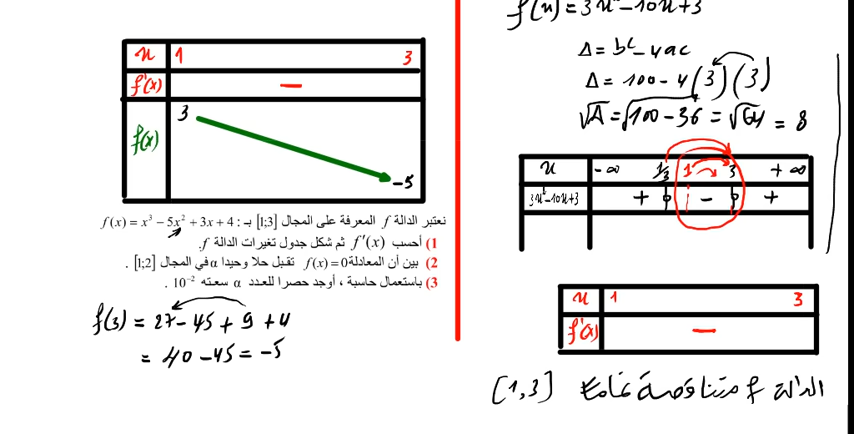 x 1 3
f'(x) −
f(x) 3 −5
نعتبر الدالة f المعرفة على المجال [1;3] بـ : f(x) = x³ − 5x² + 3x + 4
1) أحسب f'(x) ثم شكل جدول تغيرات الدالة f.
2) بين أن المعادلة f(x)=0 تقبل حلا وحيدا α في المجال [1;2] .
3) باستعمال حاسبة ، أوجد حصرا للعدد α سعته 10⁻² .
f(3) = 27 − 45 + 9 + 4
= 40 − 45 = −5
f'(x) = 3x² − 10x + 3
Δ = b² − 4ac
Δ = 100 − 4(3)(3)
√Δ = √100 − 36 = √64 = 8
x −∞ 1/3 1 3 +∞
3x²−10x+3 + 0 − 0 +
x 1 3
f'(x) −
الدالة f متناقصة تماما [1,3]